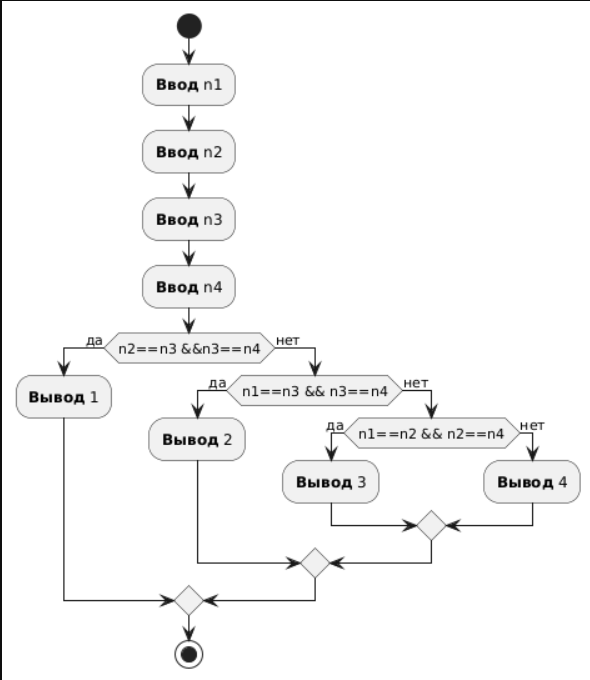 Ввод n1
Ввод n2
Ввод n3
Ввод n4
да
n2==n3 &&n3==n4
нет
Вывод 1
да
n1==n3 && n3==n4
нет
Вывод 2
да
n1==n2 && n2==n4
нет
Вывод 3
Вывод 4